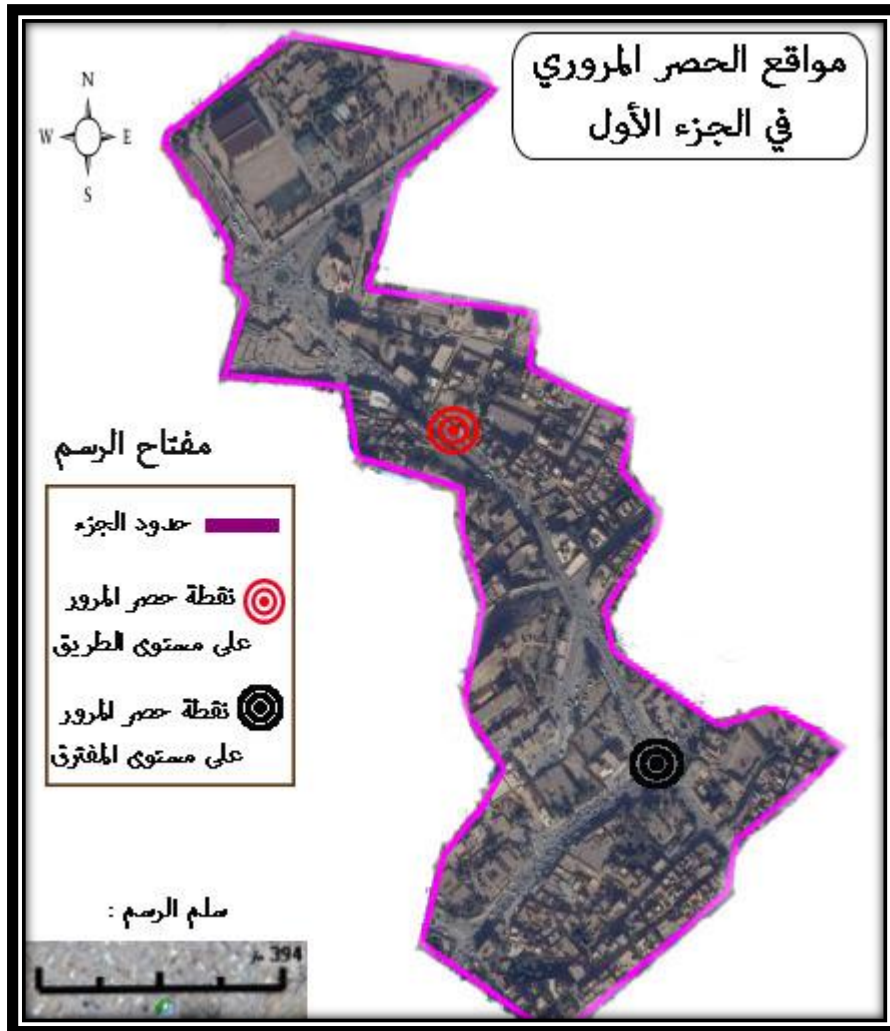 مواقع الحصر المروري
في الجزء الأول
N
W E
S
مفتاح الرسم
حدود الجزء
نقطة حصر المرور
على مستوى الطريق
نقطة حصر المرور
على مستوى المفترق
سلم الرسم :
394 م